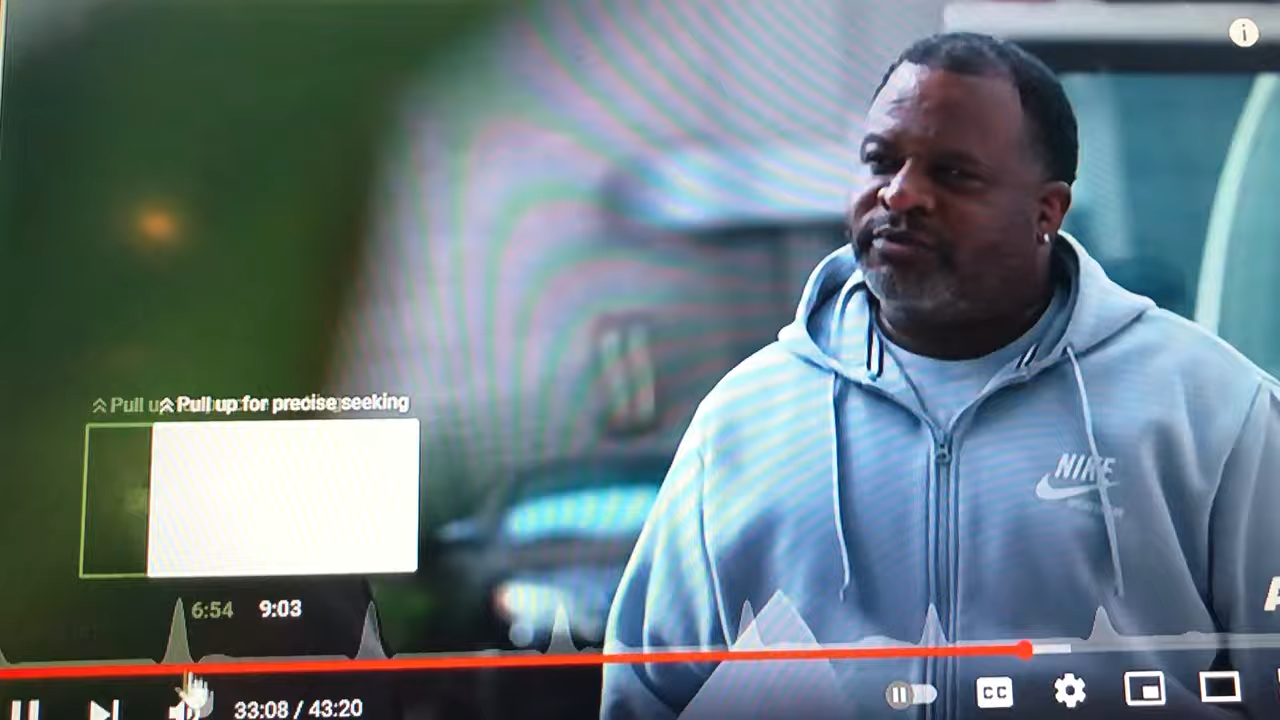 Pull up for precise seeking
NIKE
6:54 9:03
33:08 / 43:20
CC